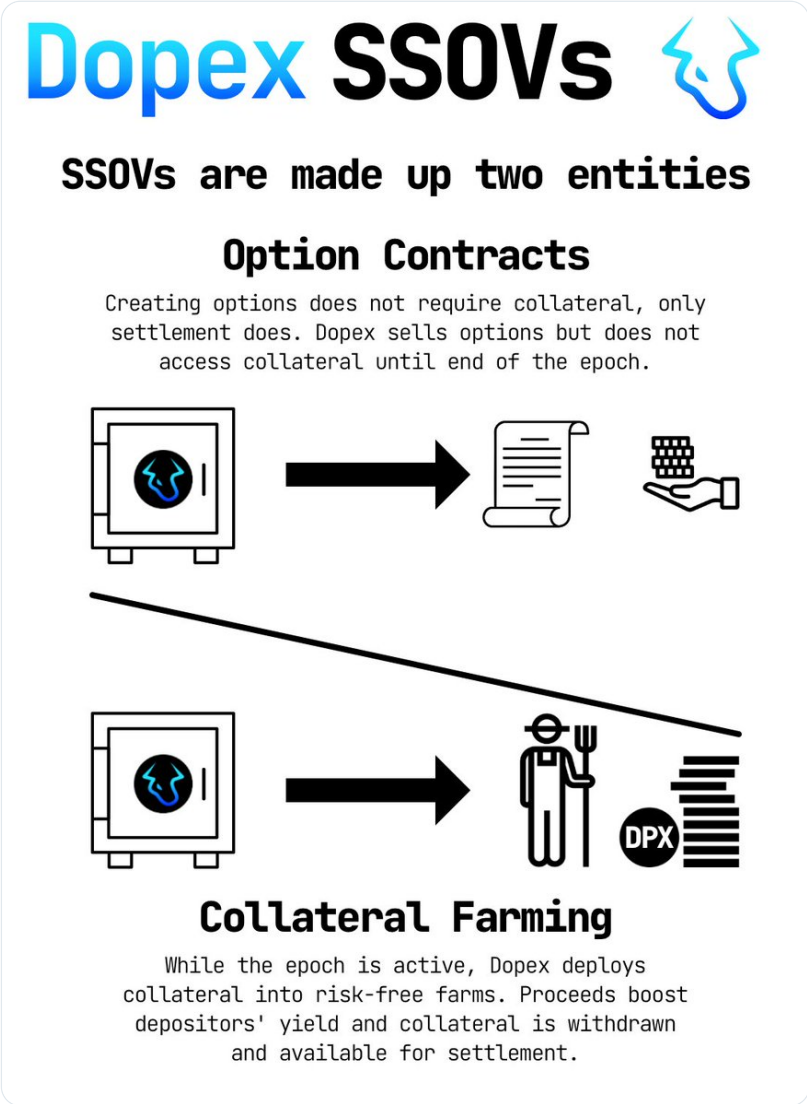 Dopex SSOVs
SSOVs are made up two entities
Option Contracts
Creating options does not require collateral, only
settlement does. Dopex sells options but does not
access collateral until end of the epoch.
DPX
Collateral Farming
While the epoch is active, Dopex deploys
collateral into risk-free farms. Proceeds boost
depositors' yield and collateral is withdrawn
and available for settlement.